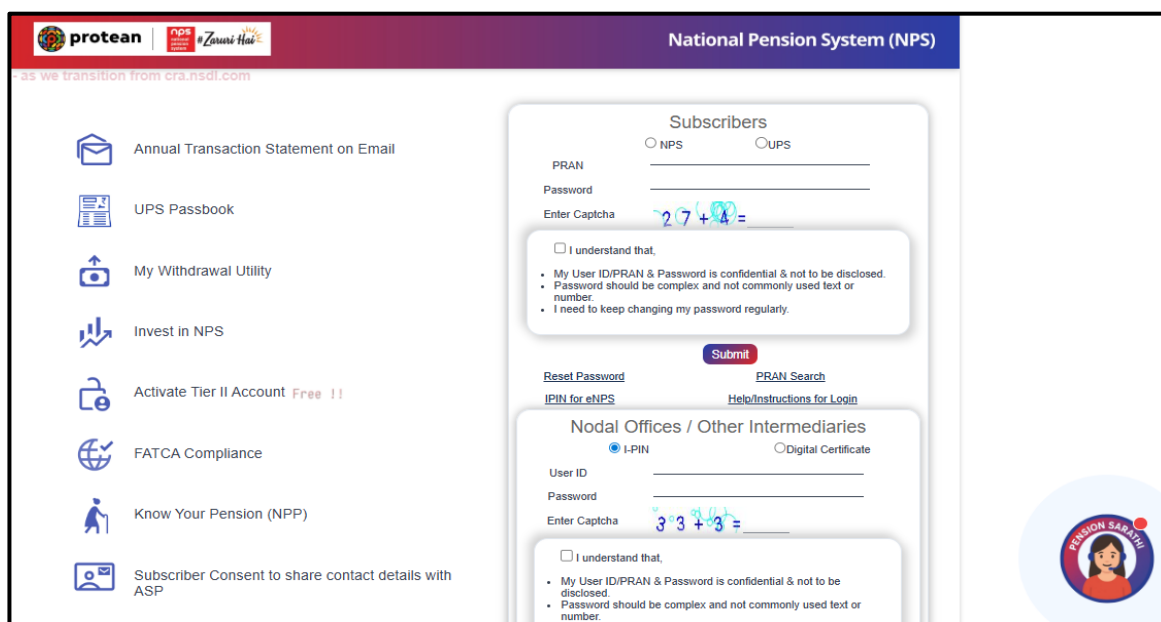 protean
nps
national
pension
system
#Zaruri Hai
National Pension System (NPS)
- as we transition from cra.nsdl.com
Annual Transaction Statement on Email
UPS Passbook
My Withdrawal Utility
Invest in NPS
Activate Tier II Account Free !!
FATCA Compliance
Know Your Pension (NPP)
Subscriber Consent to share contact details with
ASP
Subscribers
NPS UPS
PRAN
Password
Enter Captcha 27 + 4 =
I understand that,
• My User ID/PRAN & Password is confidential & not to be disclosed.
• Password should be complex and not commonly used text or
number.
• I need to keep changing my password regularly.
Submit
Reset Password PRAN Search
IPIN for eNPS Help/Instructions for Login
Nodal Offices / Other Intermediaries
I-PIN Digital Certificate
User ID
Password
Enter Captcha 33 + 3 =
I understand that,
• My User ID/PRAN & Password is confidential & not to be
disclosed.
• Password should be complex and not commonly used text or
number.
PENSION SARATHI